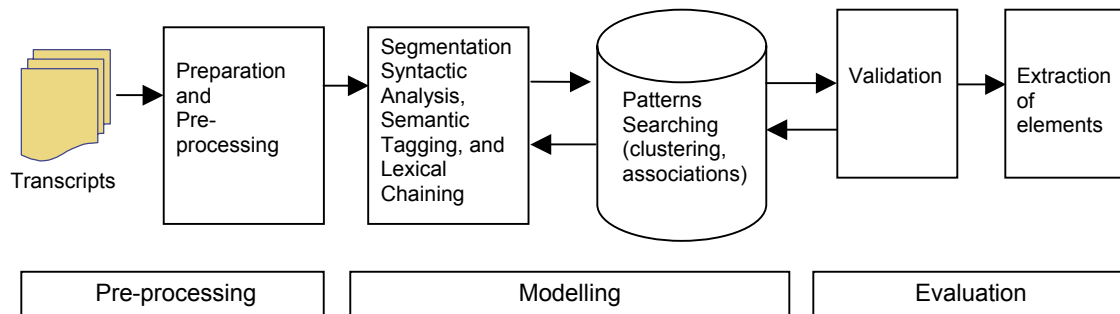 Transcripts
Preparation
and
Pre-
processing
Segmentation
Syntactic
Analysis,
Semantic
Tagging, and
Lexical
Chaining
Patterns
Searching
(clustering,
associations)
Validation
Extraction
of
elements
Pre-processing
Modelling
Evaluation